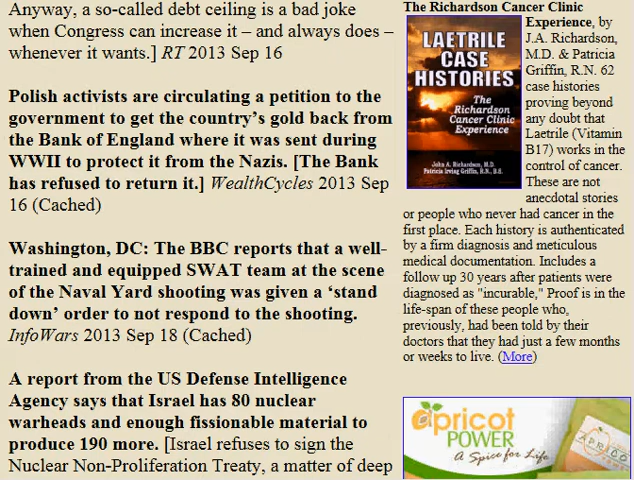 Anyway, a so-called debt ceiling is a bad joke
when Congress can increase it – and always does –
whenever it wants.] RT 2013 Sep 16
Polish activists are circulating a petition to the
government to get the country’s gold back from
the Bank of England where it was sent during
WWII to protect it from the Nazis. [The Bank
has refused to return it.] WealthCycles 2013 Sep
16 (Cached)
Washington, DC: The BBC reports that a well-
trained and equipped SWAT team at the scene
of the Naval Yard shooting was given a ‘stand
down’ order to not respond to the shooting.
InfoWars 2013 Sep 18 (Cached)
A report from the US Defense Intelligence
Agency says that Israel has 80 nuclear
warheads and enough fissionable material to
produce 190 more. [Israel refuses to sign the
Nuclear Non-Proliferation Treaty, a matter of deep
The Richardson Cancer Clinic
Experience, by
J.A. Richardson,
M.D. & Patricia
Griffin, R.N. 62
case histories
proving beyond
any doubt that
Laetrile (Vitamin
B17) works in the
control of cancer.
These are not
anecdotal stories
or people who never had cancer in the
first place. Each history is authenticated
by a firm diagnosis and meticulous
medical documentation. Includes a
follow up 30 years after patients were
diagnosed as "incurable," Proof is in the
life-span of these people who,
previously, had been told by their
doctors that they had just a few months
or weeks to live. (More)
LAETRILE
CASE
HISTORIES
The
Richardson
Cancer Clinic
Experience
John A. Richardson, M.D.
Patricia Irving Griffin, R.N., B.S.
apricot
POWER
A Spice for Life
APRICO